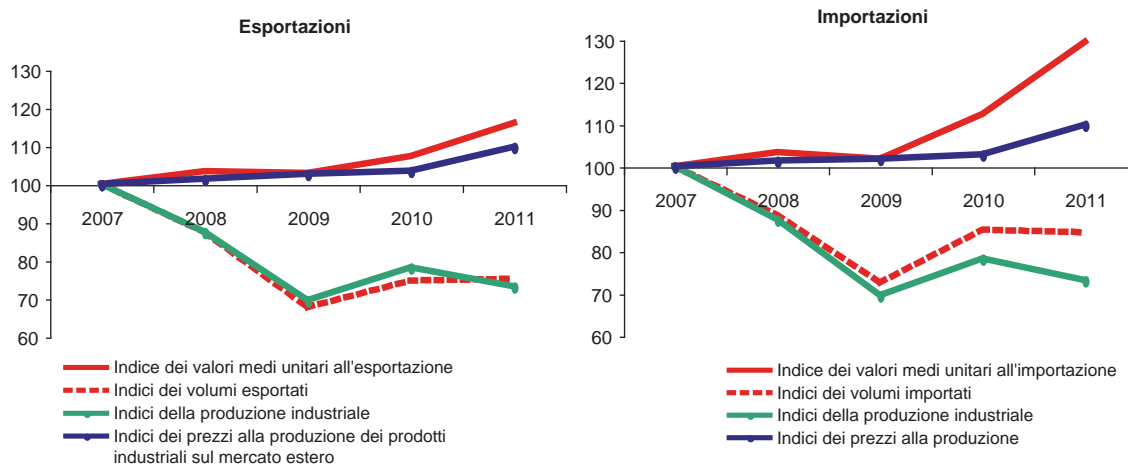 Esportazioni
130
120
110
100
90
80
70
60
2007 2008 2009 2010 2011
Indice dei valori medi unitari all'esportazione
Indici dei volumi esportati
Indici della produzione industriale
Indici dei prezzi alla produzione dei prodotti
industriali sul mercato estero
Importazioni
130
120
110
100
90
80
70
60
2007 2008 2009 2010 2011
Indice dei valori medi unitari all'importazione
Indici dei volumi importati
Indici della produzione industriale
Indici dei prezzi alla produzione